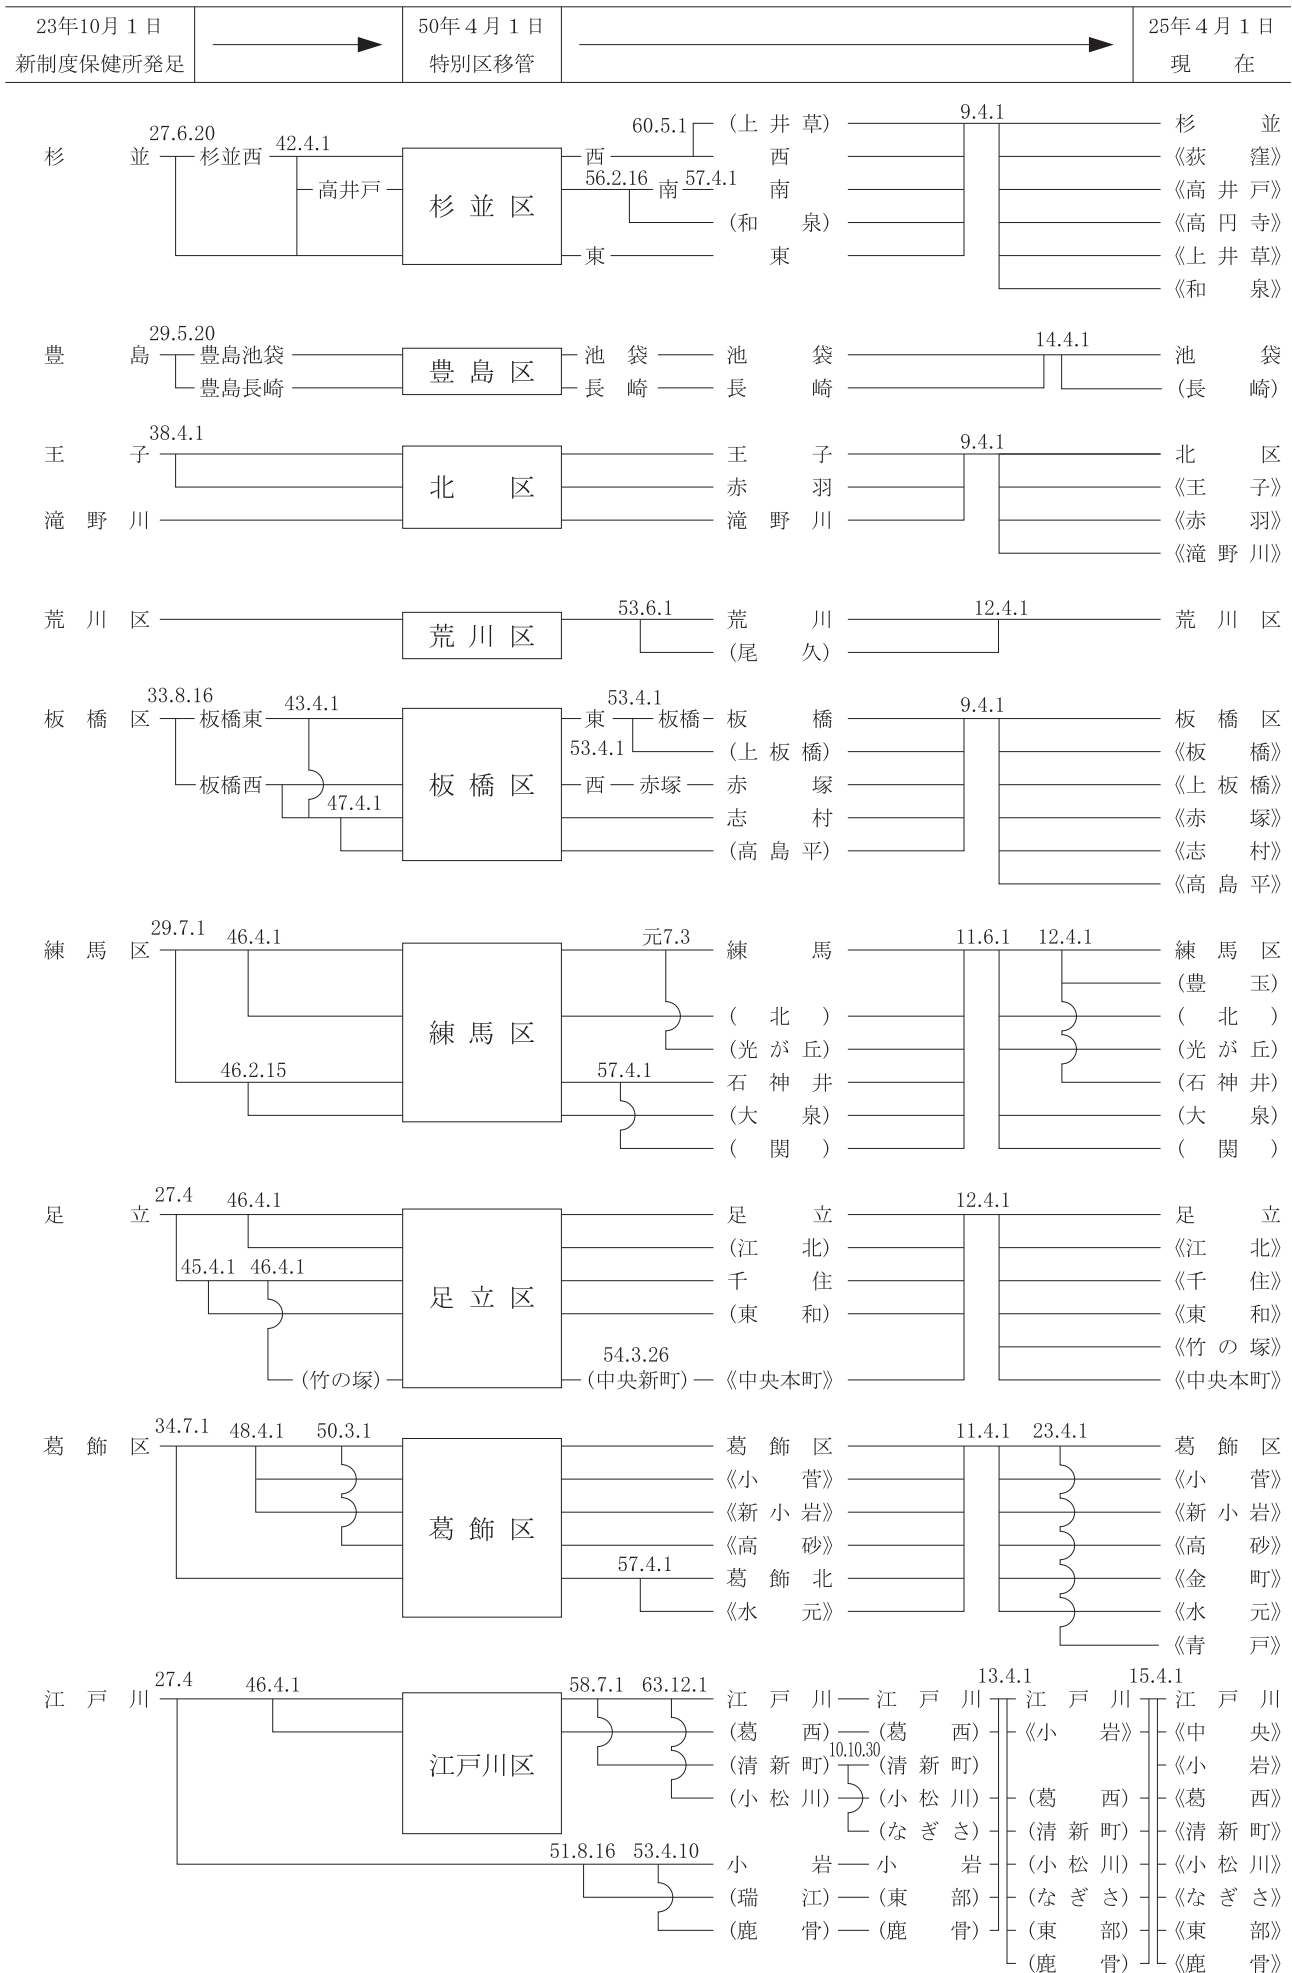 23年10月１日 50年４月１日 25年４月１日
新制度保健所発足 特別区移管 現 在
60.5.1 (上井草) 9.4.1 杉並
27.6.20
杉並 杉並西 42.4.1 西 西 《荻窪》
高井戸 56.2.16 南 57.4.1 南 《高井戸》
杉並区
(和泉) 《高円寺》
東 東 《上井草》
《和泉》
29.5.20 14.4.1
豊島 豊島池袋 池袋 池袋 池袋
豊島区
豊島長崎 長崎 長崎 (長崎)
38.4.1 9.4.1
王子 王子 北区
北区 赤羽 《王子》
滝野川 滝野川 《赤羽》
《滝野川》
53.6.1 12.4.1
荒川区 荒川 荒川区
荒川区
(尾久)
33.8.16 43.4.1 53.4.1 9.4.1
板橋区 板橋東 東 板橋 板橋 板橋区
53.4.1 (上板橋) 《板橋》
板橋西 板橋区 西 赤塚 赤塚 《上板橋》
47.4.1 志村 《赤塚》
(高島平) 《志村》
《高島平》
29.7.1 46.4.1 元7.3 11.6.1 12.4.1
練馬区 練馬 練馬区
(豊玉)
(北) (北)
練馬区
(光が丘) (光が丘)
46.2.15 57.4.1 石神井 (石神井)
(大泉) (大泉)
(関) (関)
27.4 46.4.1 12.4.1
足立 足立 足立
(江北) 《江北》
45.4.1 46.4.1 千住 《千住》
足立区
(東和) 《東和》
54.3.26 《竹の塚》
(竹の塚) (中央新町) 《中央本町》 《中央本町》
34.7.1 48.4.1 50.3.1 11.4.1 23.4.1
葛飾区 葛飾区 葛飾区
《小菅》 《小菅》
《新小岩》 《新小岩》
葛飾区
《高砂》 《高砂》
57.4.1 葛飾北 《金町》
《水元》 《水元》
《青戸》
27.4 46.4.1 58.7.1 63.12.1 13.4.1 15.4.1
江戸川 江戸川 江戸川 江戸川 江戸川
(葛西) (葛西) 《小岩》 《中央》
江戸川区 (清新町) 10.10.30 (清新町) 《小岩》
(小松川) (小松川) (葛西) 《葛西》
(なぎさ) (清新町) 《清新町》
51.8.16 53.4.10 小岩 小岩 (小松川) 《小松川》
(瑞江) (東部) (なぎさ) 《なぎさ》
(鹿骨) (鹿骨) (東部) 《東部》
(鹿骨) 《鹿骨》